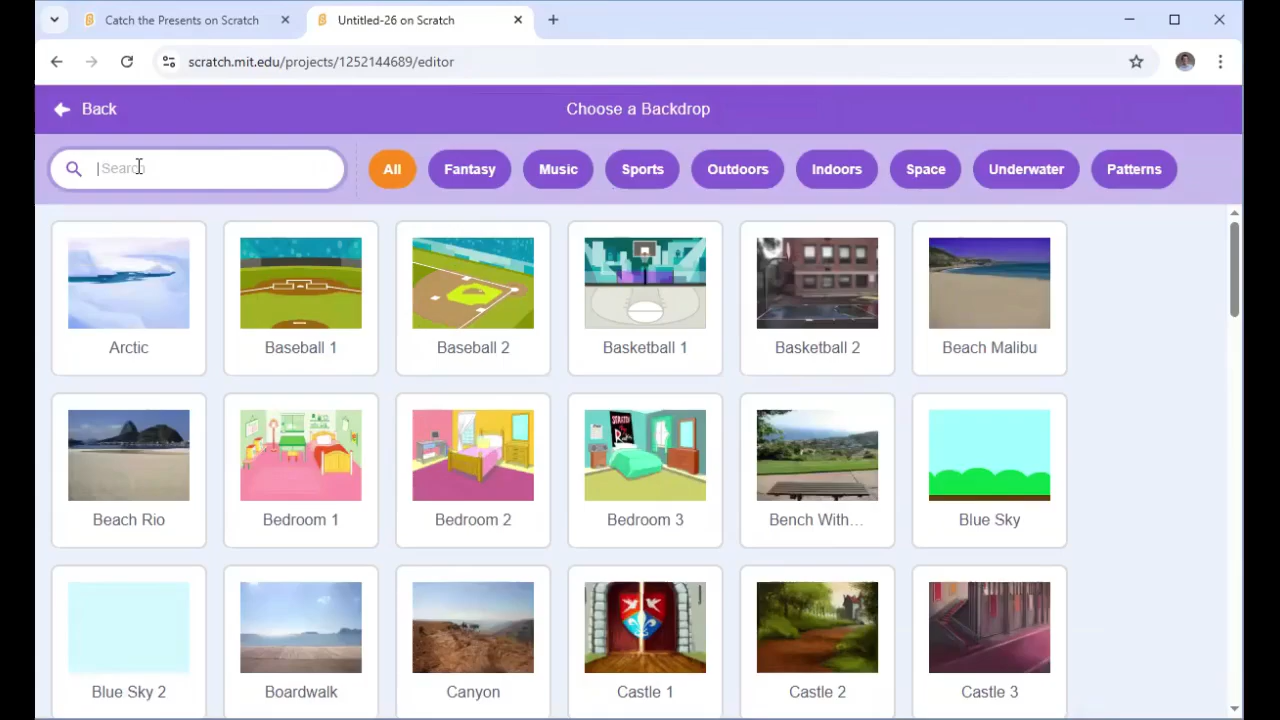 Catch the Presents on Scratch
Untitled-26 on Scratch
scratch.mit.edu/projects/1252144689/editor
Back
Choose a Backdrop
Search
All
Fantasy
Music
Sports
Outdoors
Indoors
Space
Underwater
Patterns
Arctic
Baseball 1
Baseball 2
Basketball 1
Basketball 2
Beach Malibu
Beach Rio
Bedroom 1
Bedroom 2
Bedroom 3
Bench With...
Blue Sky
Blue Sky 2
Boardwalk
Canyon
Castle 1
Castle 2
Castle 3